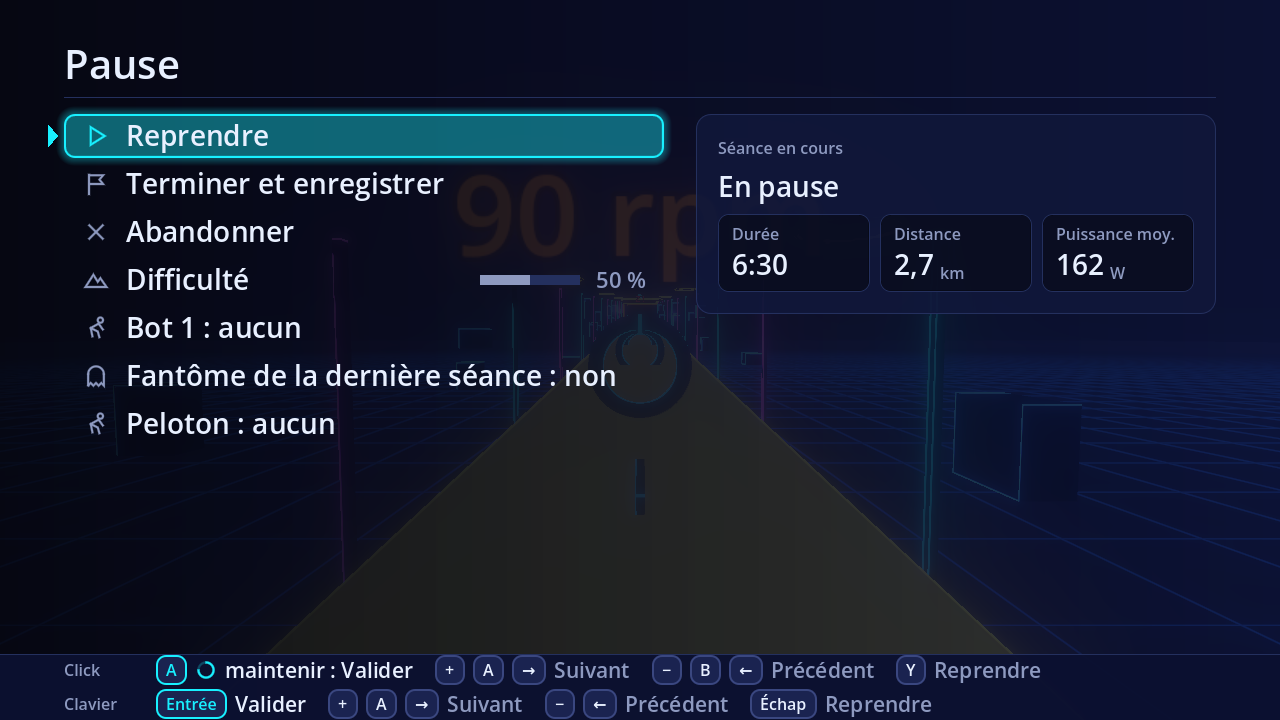 Pause
Reprendre
Terminer et enregistrer
Abandonner
Difficulté 50 %
Bot 1 : aucun
Fantôme de la dernière séance : non
Peloton : aucun
90
Séance en cours
En pause
Durée
6:30
Distance
2,7 km
Puissance moy.
162 W
Click A maintenir : Valider + A → Suivant − B ← Précédent Y Reprendre
Clavier Entrée Valider + A → Suivant − ← Précédent Échap Reprendre